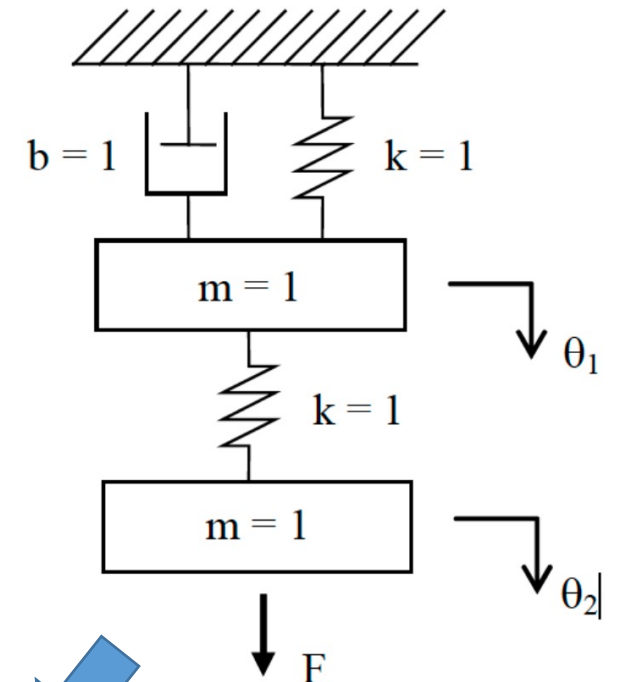 b = 1
k = 1
m = 1
θ₁
k = 1
m = 1
θ₂
F